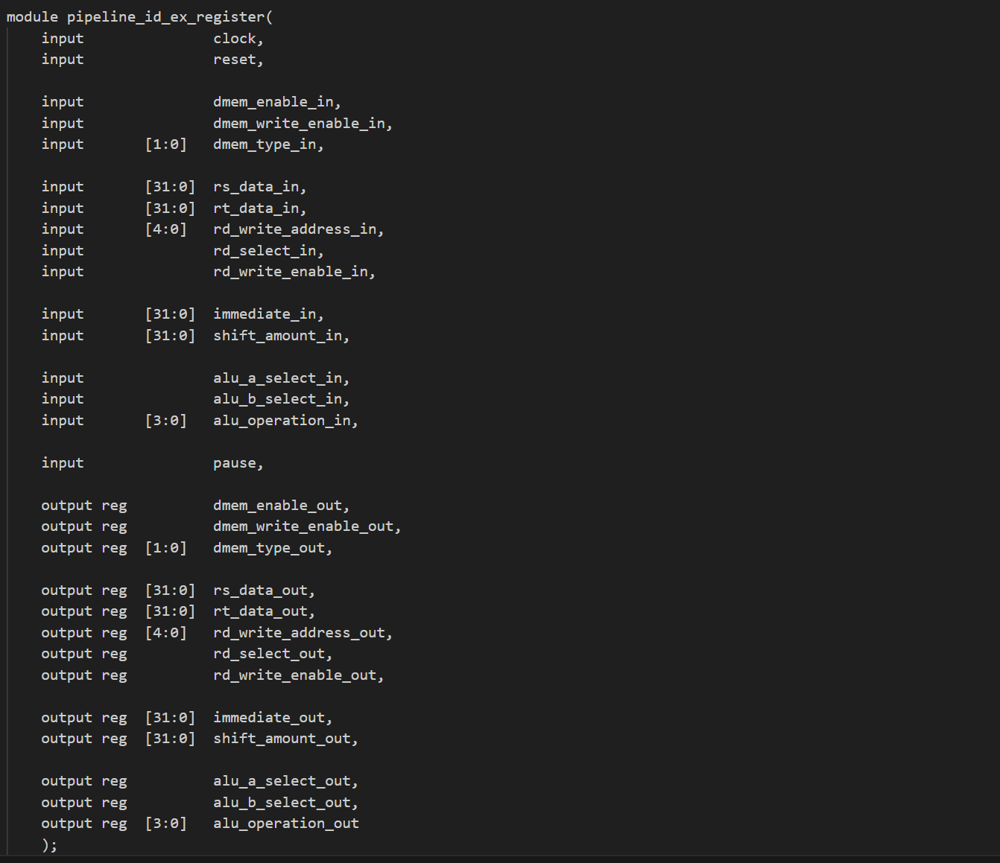 module pipeline_id_ex_register(
    input               clock,
    input               reset,

    input               dmem_enable_in,
    input               dmem_write_enable_in,
    input       [1:0]   dmem_type_in,

    input       [31:0]  rs_data_in,
    input       [31:0]  rt_data_in,
    input       [4:0]   rd_write_address_in,
    input               rd_select_in,
    input               rd_write_enable_in,

    input       [31:0]  immediate_in,
    input       [31:0]  shift_amount_in,

    input               alu_a_select_in,
    input               alu_b_select_in,
    input       [3:0]   alu_operation_in,

    input               pause,

    output reg          dmem_enable_out,
    output reg          dmem_write_enable_out,
    output reg  [1:0]   dmem_type_out,

    output reg  [31:0]  rs_data_out,
    output reg  [31:0]  rt_data_out,
    output reg  [4:0]   rd_write_address_out,
    output reg          rd_select_out,
    output reg          rd_write_enable_out,

    output reg  [31:0]  immediate_out,
    output reg  [31:0]  shift_amount_out,

    output reg          alu_a_select_out,
    output reg          alu_b_select_out,
    output reg  [3:0]   alu_operation_out
    );